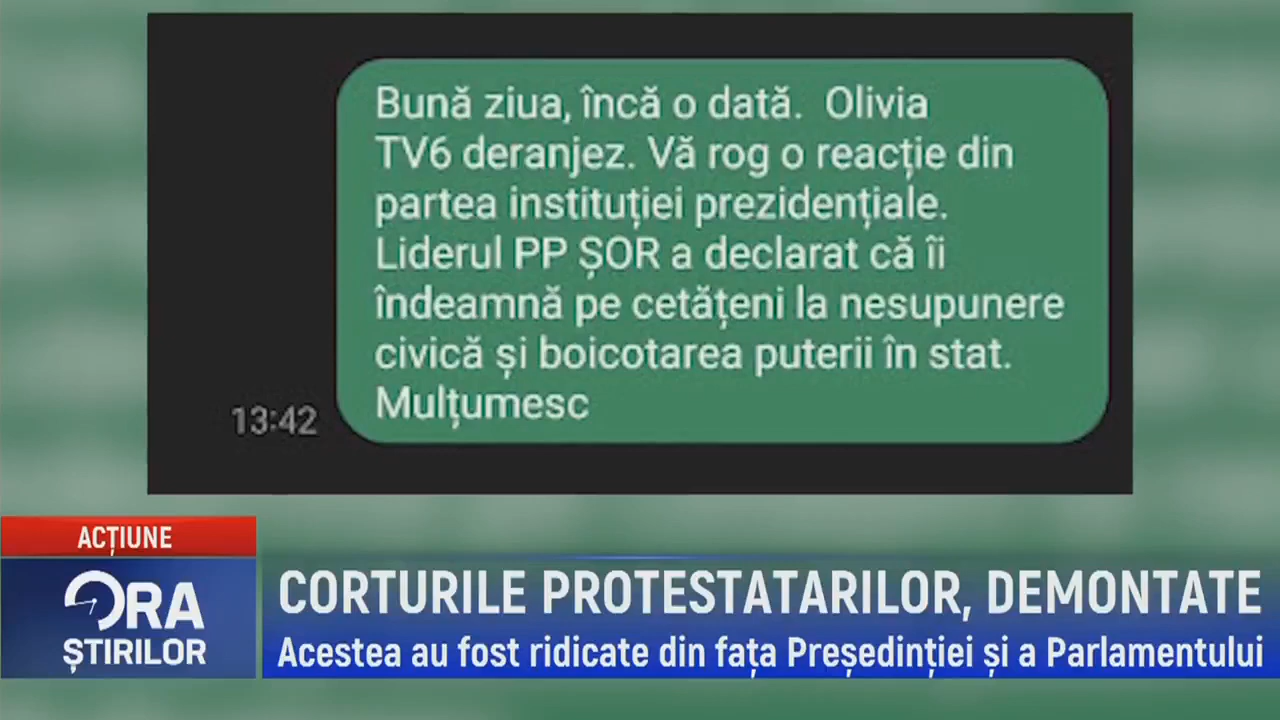 Bună ziua, încă o dată. Olivia
TV6 deranjez. Vă rog o reacție din
partea instituției prezidențiale.
Liderul PP ȘOR a declarat că îi
îndeamnă pe cetățeni la nesupunere
civică și boicotarea puterii în stat.
Mulțumesc
13:42
ACȚIUNE
ORA
ȘTIRILOR
CORTURILE PROTESTATARILOR, DEMONTATE
Acestea au fost ridicate din fața Președinției și a Parlamentului